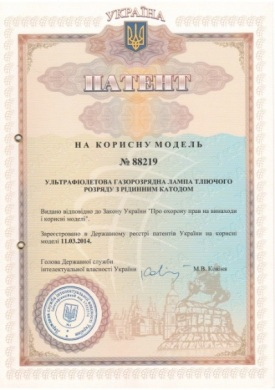 УКРАЇНА
ПАТЕНТ
НА КОРИСНУ МОДЕЛЬ
№ 88219
УЛЬТРАФІОЛЕТОВА ГАЗОРОЗРЯДНА ЛАМПА ТЛІЮЧОГО
РОЗРЯДУ З РІДИННИМ КАТОДОМ
Видано відповідно до Закону України "Про охорону прав на винаходи
і корисні моделі".
Зареєстровано в Державному реєстрі патентів України на корисні
моделі 11.03.2014.
Голова Державної служби
інтелектуальної власності України
М.В. Ковіня